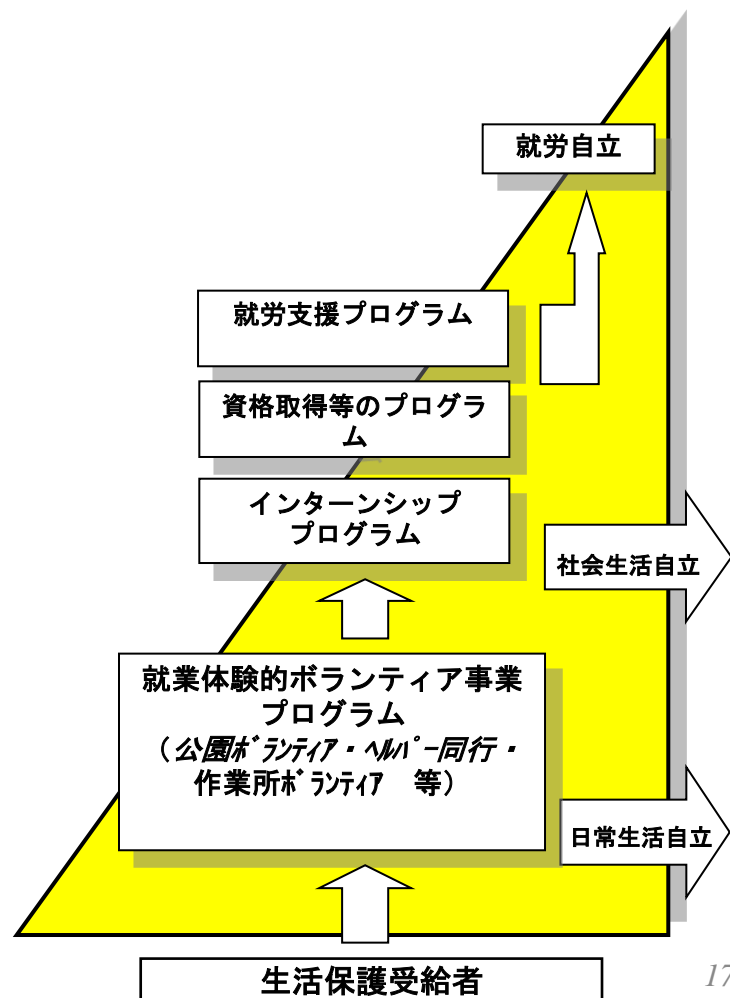 就労自立
就労支援プログラム
資格取得等のプログラ
ム
インターンシップ
プログラム
社会生活自立
就業体験的ボランティア事業
プログラム
（公園ﾎﾞﾗﾝﾃｨｱ・ﾍﾙﾊﾟｰ同行・
作業所ﾎﾞﾗﾝﾃｨｱ　等）
日常生活自立
生活保護受給者
17